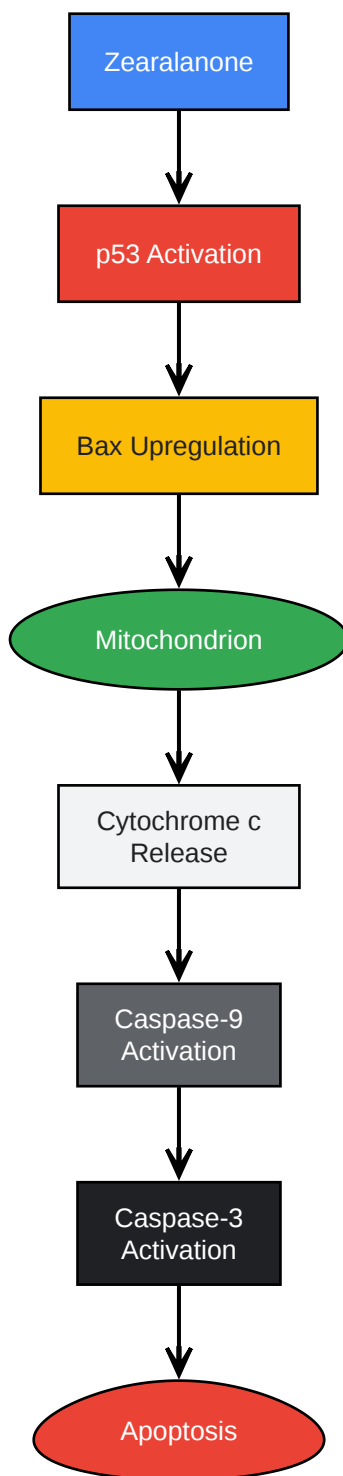 Zearalanone
p53 Activation
Bax Upregulation
Mitochondrion
Cytochrome c
Release
Caspase-9
Activation
Caspase-3
Activation
Apoptosis